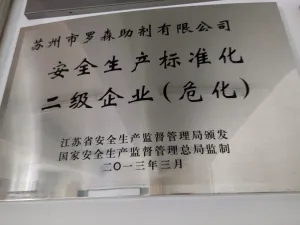 苏州市罗森助剂有限公司
安全生产标准化
二级企业(危化)
江苏省安全生产监督管理局颁发
国家安全生产监督管理总局监制
二〇一三年三月